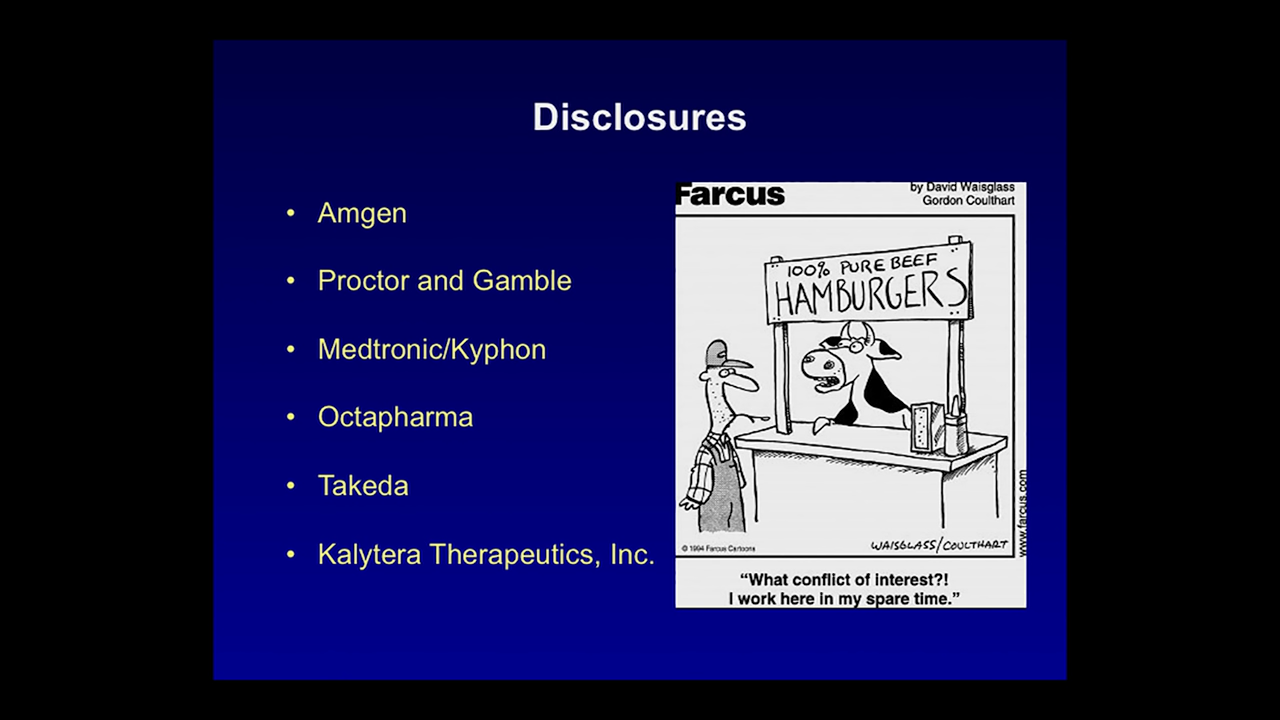 Disclosures
• Amgen
• Proctor and Gamble
• Medtronic/Kyphon
• Octapharma
• Takeda
• Kalytera Therapeutics, Inc.
Farcus
by David Waisglass
Gordon Coulthart
100% PURE BEEF
HAMBURGERS
www.farcus.com
© 1994 Farcus Cartoons
WAISGLASS/COULTHART
“What conflict of interest?!
I work here in my spare time.”